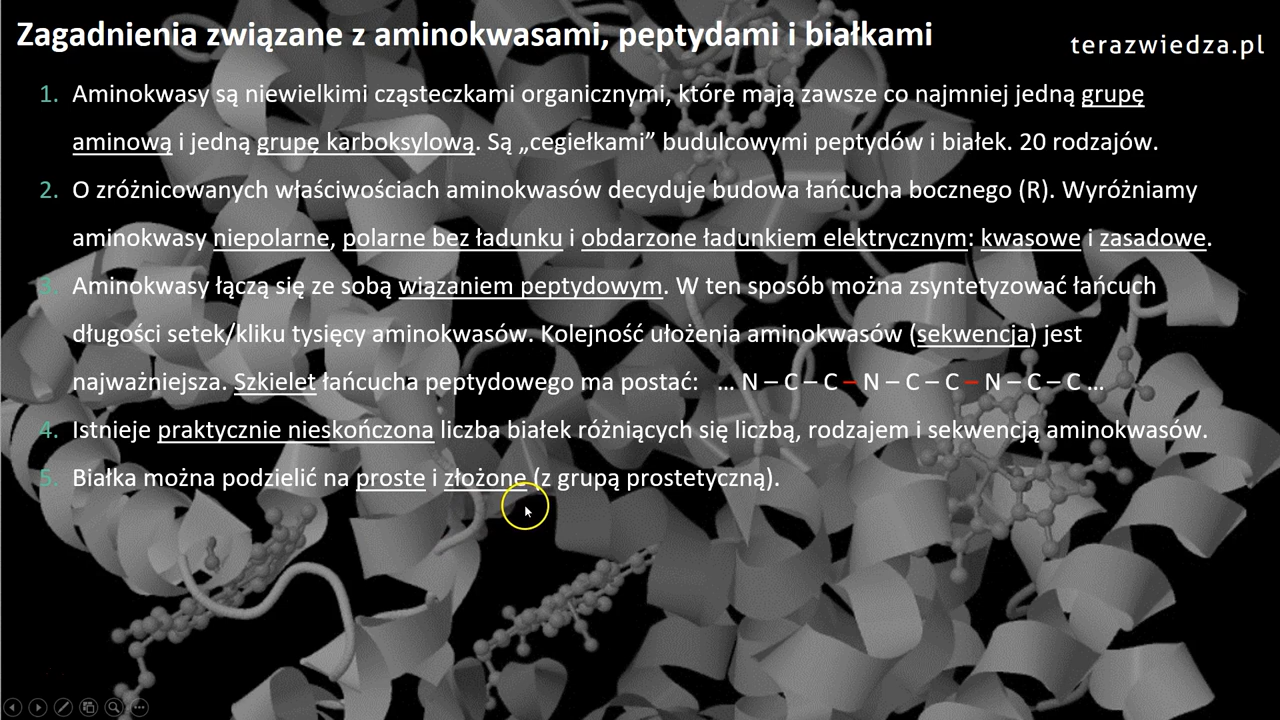 Zagadnienia związane z aminokwasami, peptydami i białkami
terazwiedza.pl
1. Aminokwasy są niewielkimi cząsteczkami organicznymi, które mają zawsze co najmniej jedną grupę
aminową i jedną grupę karboksylową. Są „cegiełkami” budulcowymi peptydów i białek. 20 rodzajów.
2. O zróżnicowanych właściwościach aminokwasów decyduje budowa łańcucha bocznego (R). Wyróżniamy
aminokwasy niepolarne, polarne bez ładunku i obdarzone ładunkiem elektrycznym: kwasowe i zasadowe.
3. Aminokwasy łączą się ze sobą wiązaniem peptydowym. W ten sposób można zsyntetyzować łańcuch
długości setek/kliku tysięcy aminokwasów. Kolejność ułożenia aminokwasów (sekwencja) jest
najważniejsza. Szkielet łańcucha peptydowego ma postać: … N – C – C – N – C – C – N – C – C …
4. Istnieje praktycznie nieskończona liczba białek różniących się liczbą, rodzajem i sekwencją aminokwasów.
5. Białka można podzielić na proste i złożone (z grupą prostetyczną).